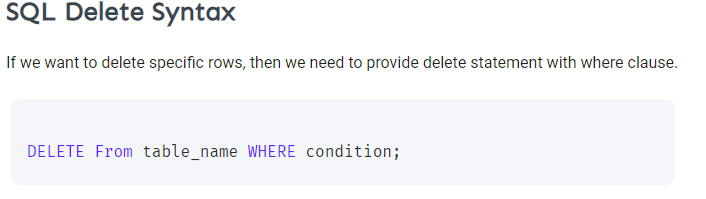 SQL Delete Syntax
If we want to delete specific rows, then we need to provide delete statement with where clause.
DELETE From table_name WHERE condition;